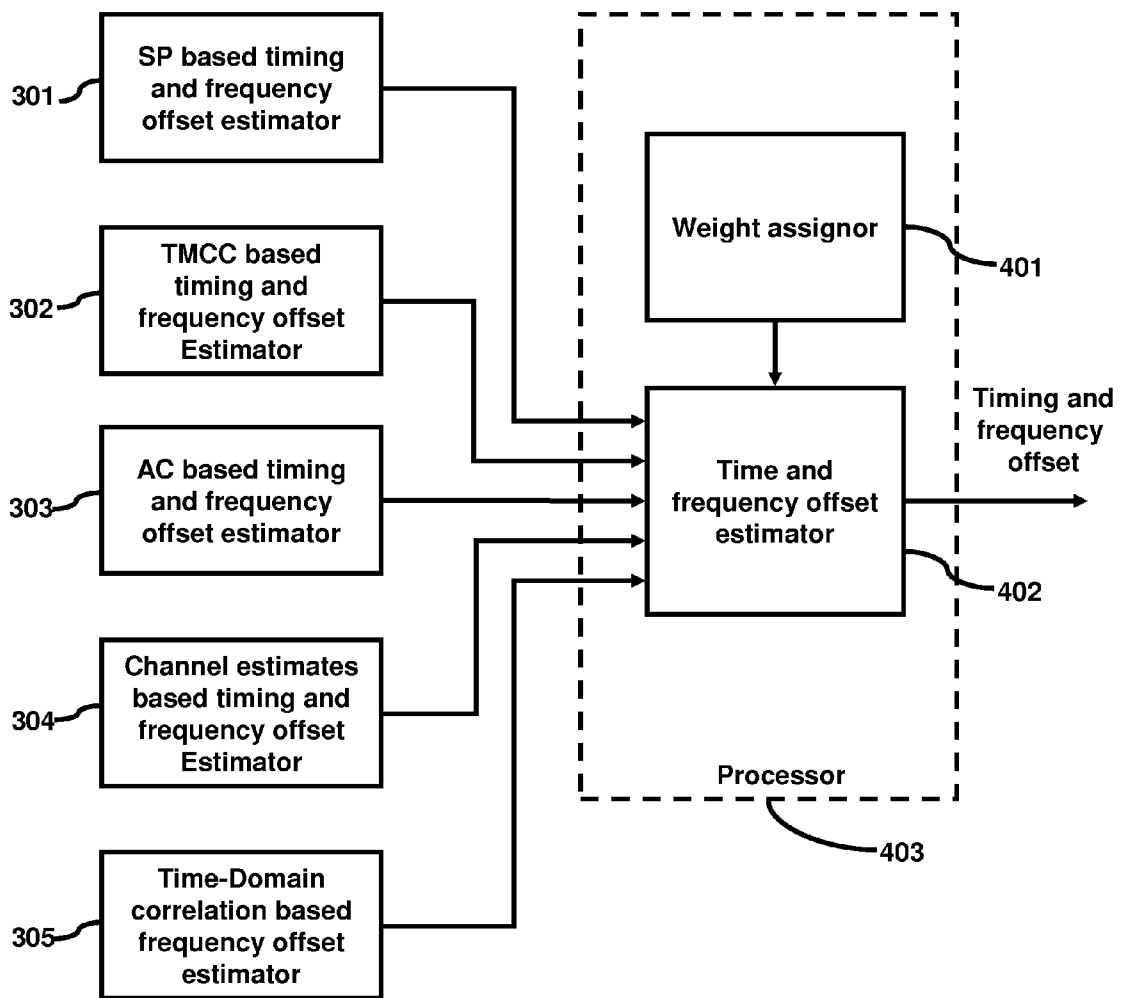 SP based timing
and frequency
offset estimator
301
TMCC based
timing and
frequency offset
Estimator
302
AC based timing
and frequency
offset estimator
303
Channel estimates
based timing and
frequency offset
Estimator
304
Time-Domain
correlation based
frequency offset
estimator
305
Weight assignor
401
Time and
frequency offset
estimator
402
Timing and
frequency
offset
Processor
403